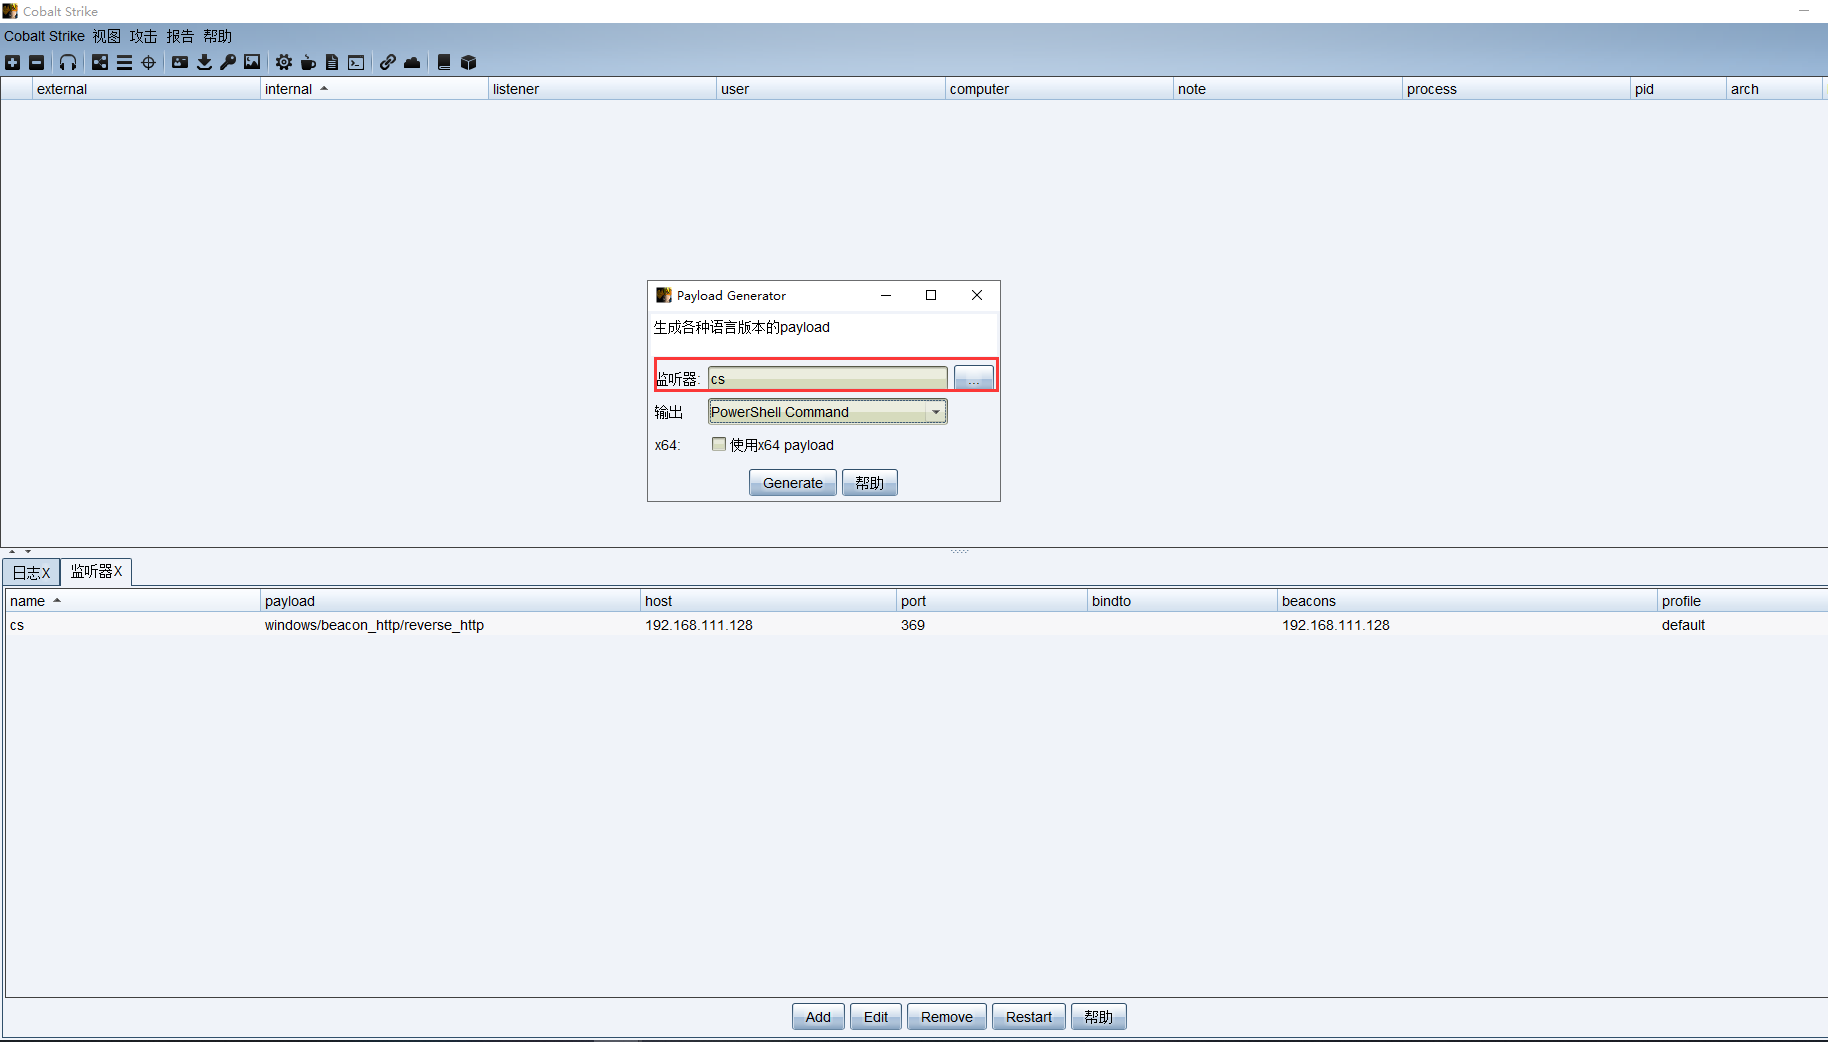 Cobalt Strike
Cobalt Strike 视图 攻击 报告 帮助
external internal listener user computer note process pid arch
Payload Generator
生成各种语言版本的payload
监听器: cs ...
输出 PowerShell Command
x64: 使用x64 payload
Generate 帮助
日志X 监听器X
name payload host port bindto beacons profile
cs windows/beacon_http/reverse_http 192.168.111.128 369 192.168.111.128 default
Add Edit Remove Restart 帮助